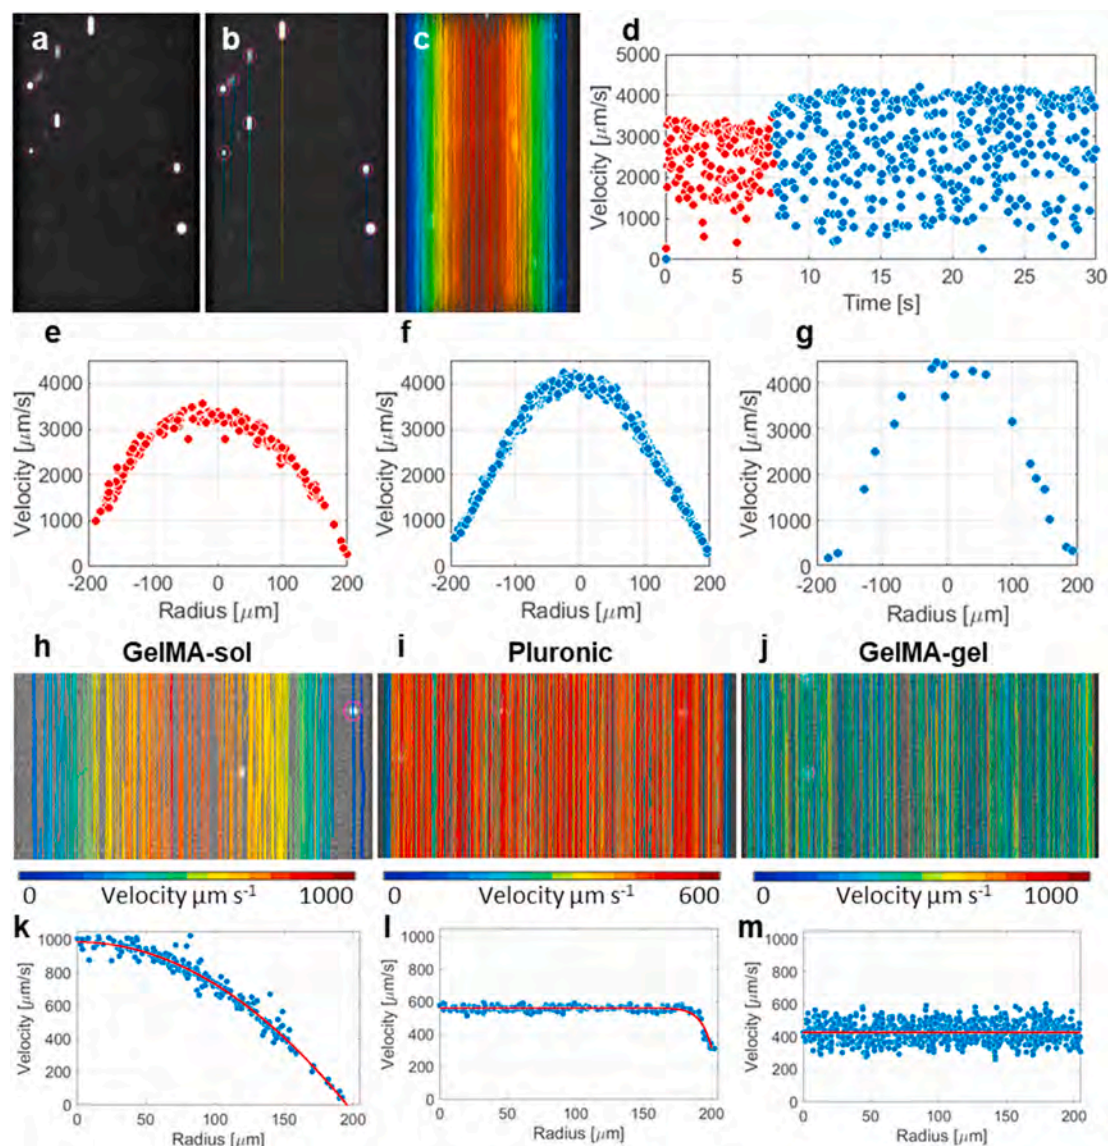 a
b
c
d
5000
4000
3000
2000
1000
0
Velocity [μm/s]
0 5 10 15 20 25 30
Time [s]
e
f
g
4000
3000
2000
1000
0
Velocity [μm/s]
-200 -100 0 100 200
Radius [μm]
4000
3000
2000
1000
0
Velocity [μm/s]
-200 -100 0 100 200
Radius [μm]
4000
3000
2000
1000
0
Velocity [μm/s]
-200 -100 0 100 200
Radius [μm]
h GelMA-sol
i Pluronic
j GelMA-gel
0 Velocity μm s-1 1000
0 Velocity μm s-1 600
0 Velocity μm s-1 1000
k
l
m
1000
800
600
400
200
0
Velocity [μm/s]
0 50 100 150 200
Radius [μm]
1000
800
600
400
200
0
Velocity [μm/s]
0 50 100 150 200
Radius [μm]
1000
800
600
400
200
0
Velocity [μm/s]
0 50 100 150 200
Radius [μm]